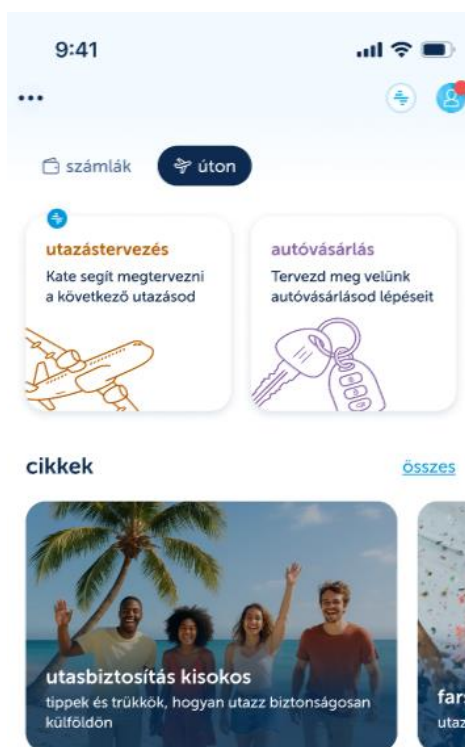 9:41
számlák
úton
utazástervezés
Kate segít megtervezni
a következő utazásod
autóvásárlás
Tervezd meg velünk
autóvásárlásod lépéseit
cikkek
összes
utasbiztosítás kisokos
tippek és trükkök, hogyan utazz biztonságosan
külföldön